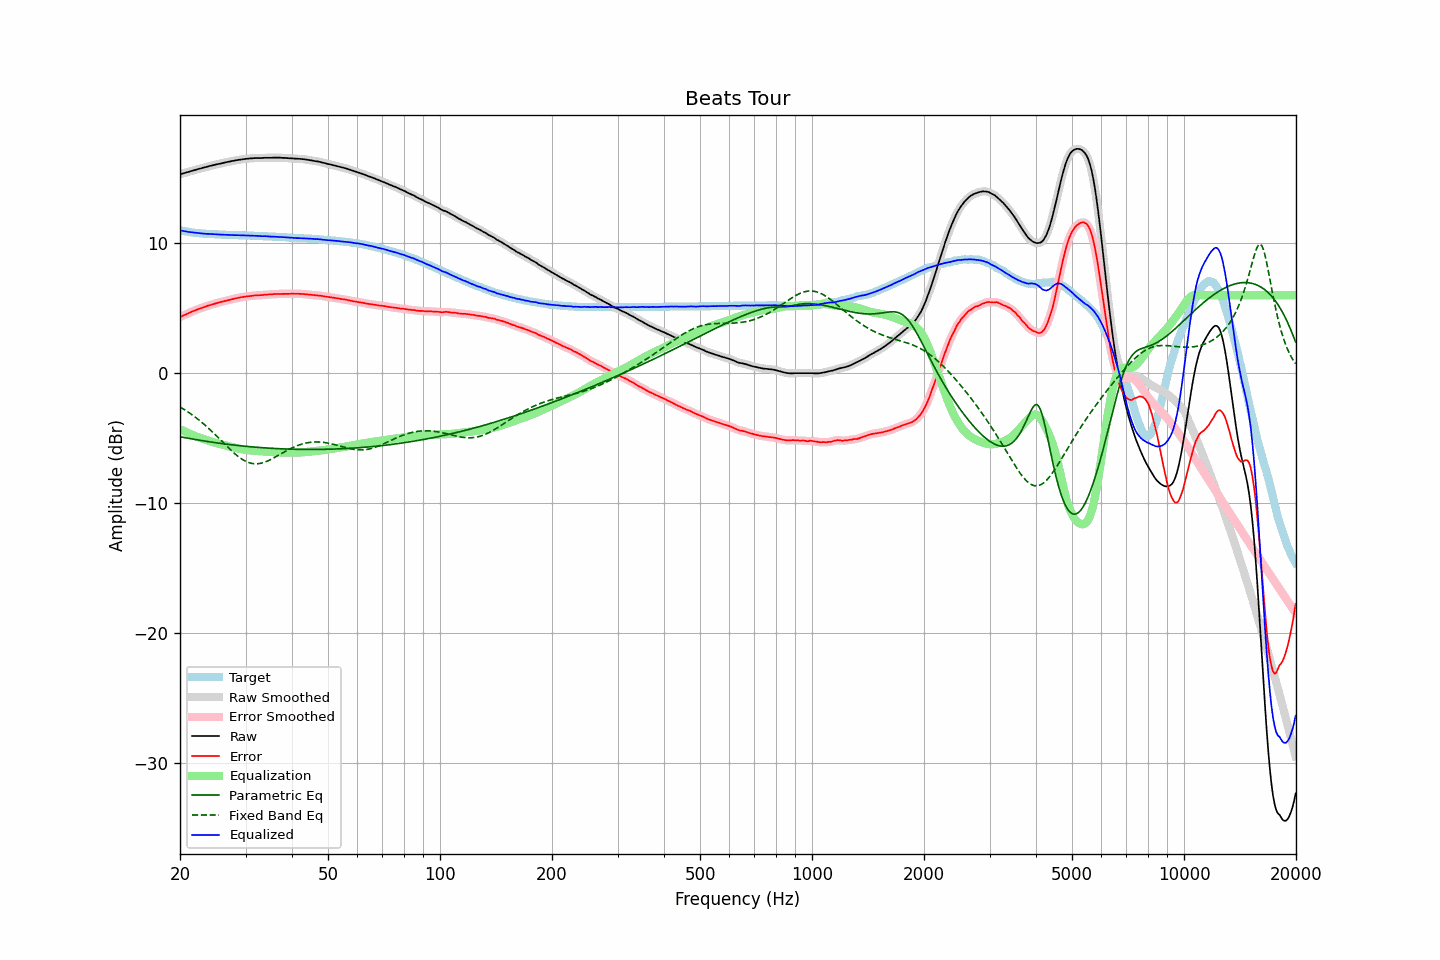 Beats Tour
Amplitude (dBr)
10
0
−10
−20
−30
Target
Raw Smoothed
Error Smoothed
Raw
Error
Equalization
Parametric Eq
Fixed Band Eq
Equalized
20 50 100 200 500 1000 2000 5000 10000 20000
Frequency (Hz)